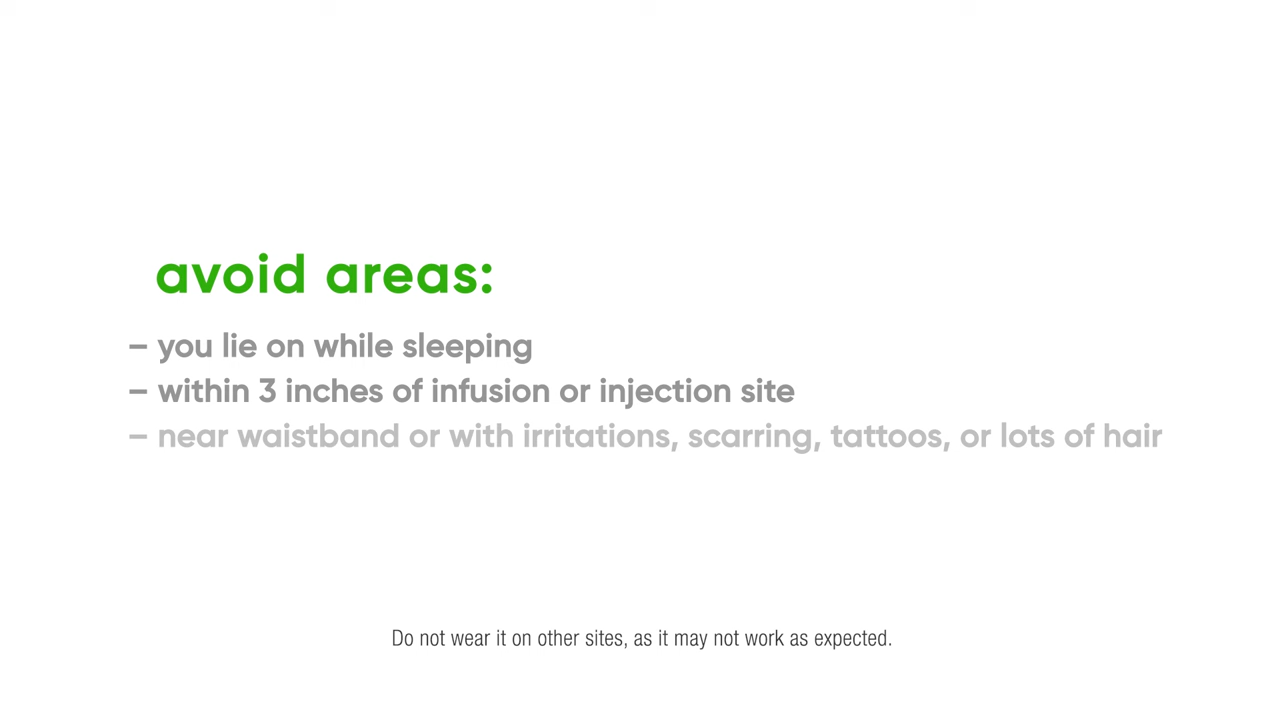 avoid areas:
– you lie on while sleeping
– within 3 inches of infusion or injection site
– near waistband or with irritations, scarring, tattoos, or lots of hair
Do not wear it on other sites, as it may not work as expected.